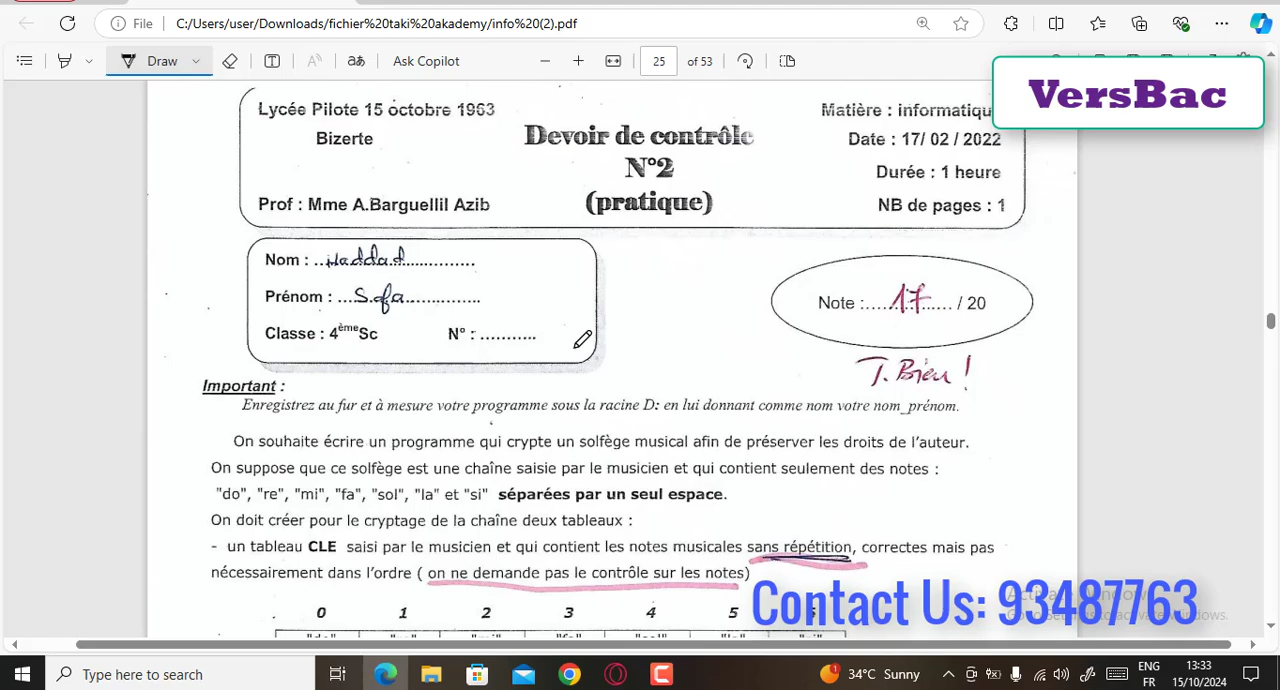 File
C:/Users/user/Downloads/fichier%20taki%20akademy/info%20(2).pdf
Draw
Ask Copilot
25
of 53
VersBac
Lycée Pilote 15 octobre 1963
Bizerte
Prof : Mme A.Barguellil Azib
Devoir de contrôle
N°2
(pratique)
Matière : informatiqu
Date : 17/ 02 / 2022
Durée : 1 heure
NB de pages : 1
Nom : ..Haddad...............
Prénom : ...Sofa...............
Classe : 4èmeSc N° : ...........
Note :......17....... / 20
T. Bien !
Important :
Enregistrez au fur et à mesure votre programme sous la racine D: en lui donnant comme nom votre nom_prénom.
On souhaite écrire un programme qui crypte un solfège musical afin de préserver les droits de l'auteur.
On suppose que ce solfège est une chaîne saisie par le musicien et qui contient seulement des notes :
"do", "re", "mi", "fa", "sol", "la" et "si" séparées par un seul espace.
On doit créer pour le cryptage de la chaîne deux tableaux :
- un tableau CLE saisi par le musicien et qui contient les notes musicales sans répétition, correctes mais pas
nécessairement dans l'ordre ( on ne demande pas le contrôle sur les notes)
0 1 2 3 4 5
Contact Us: 93487763
Type here to search
1
34°C Sunny
ENG
FR
13:33
15/10/2024